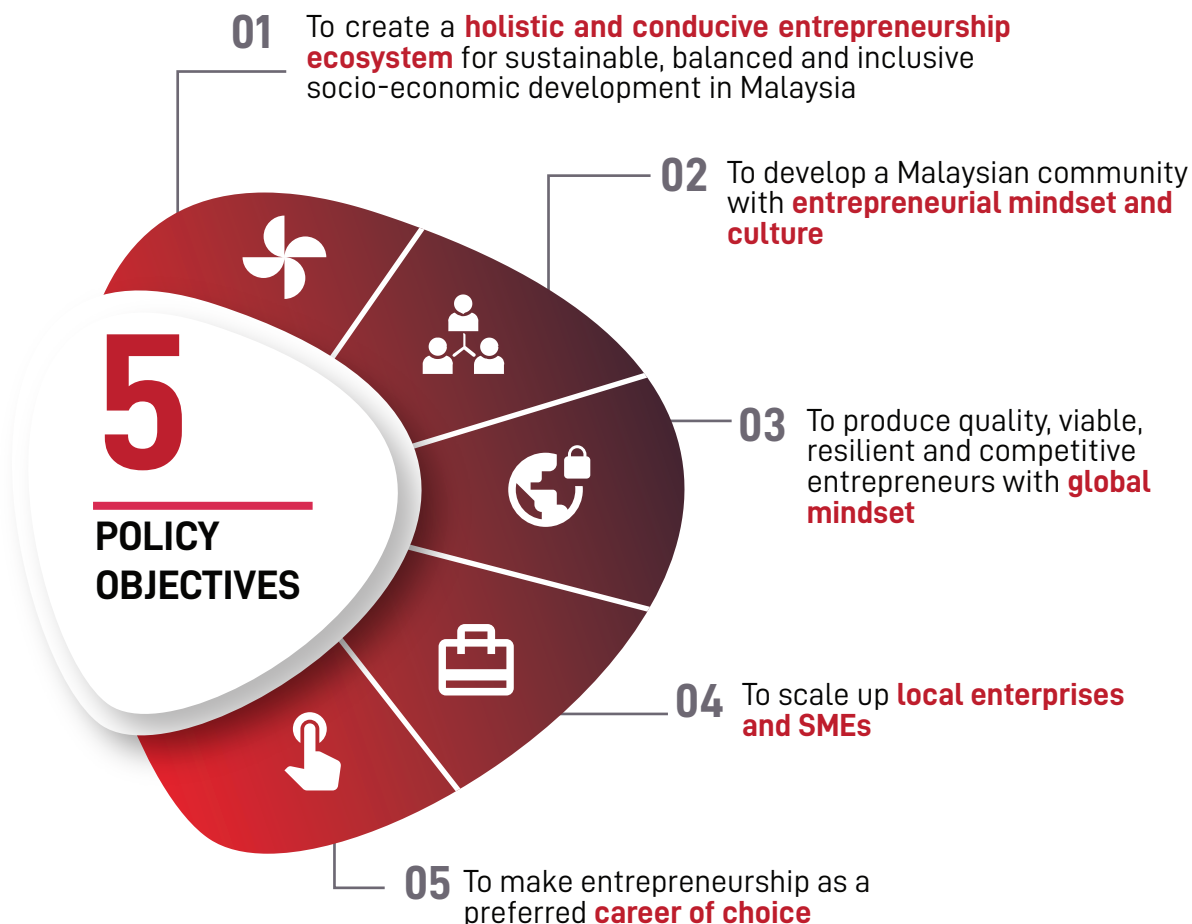 01
To create a holistic and conducive entrepreneurship
ecosystem for sustainable, balanced and inclusive
socio-economic development in Malaysia
02
To develop a Malaysian community
with entrepreneurial mindset and
culture
5
POLICY
OBJECTIVES
03
To produce quality, viable,
resilient and competitive
entrepreneurs with global
mindset
04
To scale up local enterprises
and SMEs
05
To make entrepreneurship as a
preferred career of choice